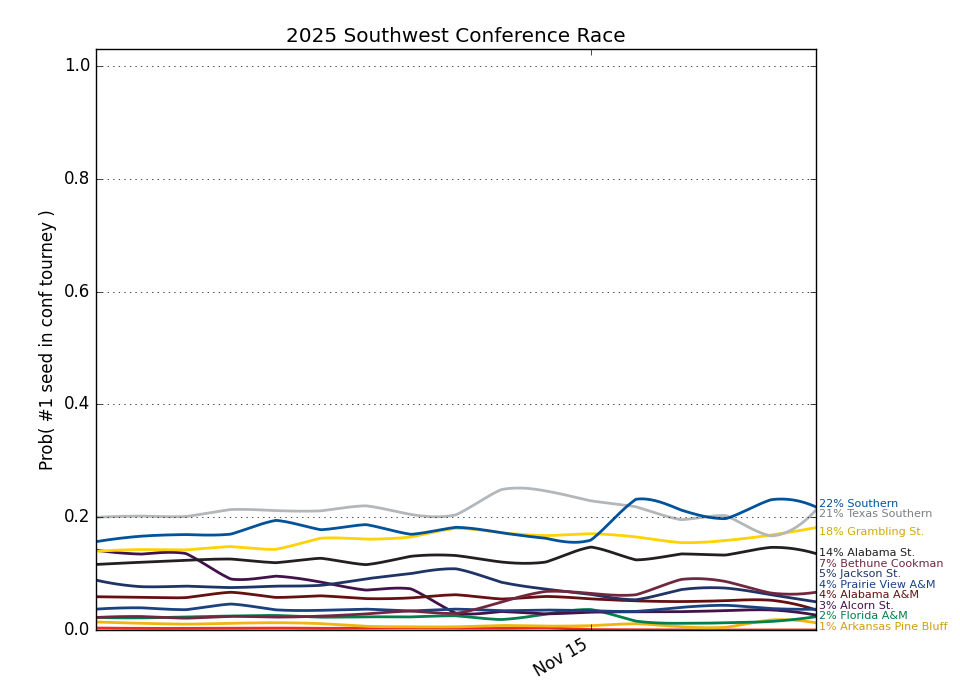 2025 Southwest Conference Race
Prob( #1 seed in conf tourney )
1.0
0.8
0.6
0.4
0.2
0.0
Nov 15
22% Southern
21% Texas Southern
18% Grambling St.
14% Alabama St.
7% Bethune Cookman
5% Jackson St.
4% Prairie View A&M
4% Alabama A&M
3% Alcorn St.
2% Florida A&M
1% Arkansas Pine Bluff